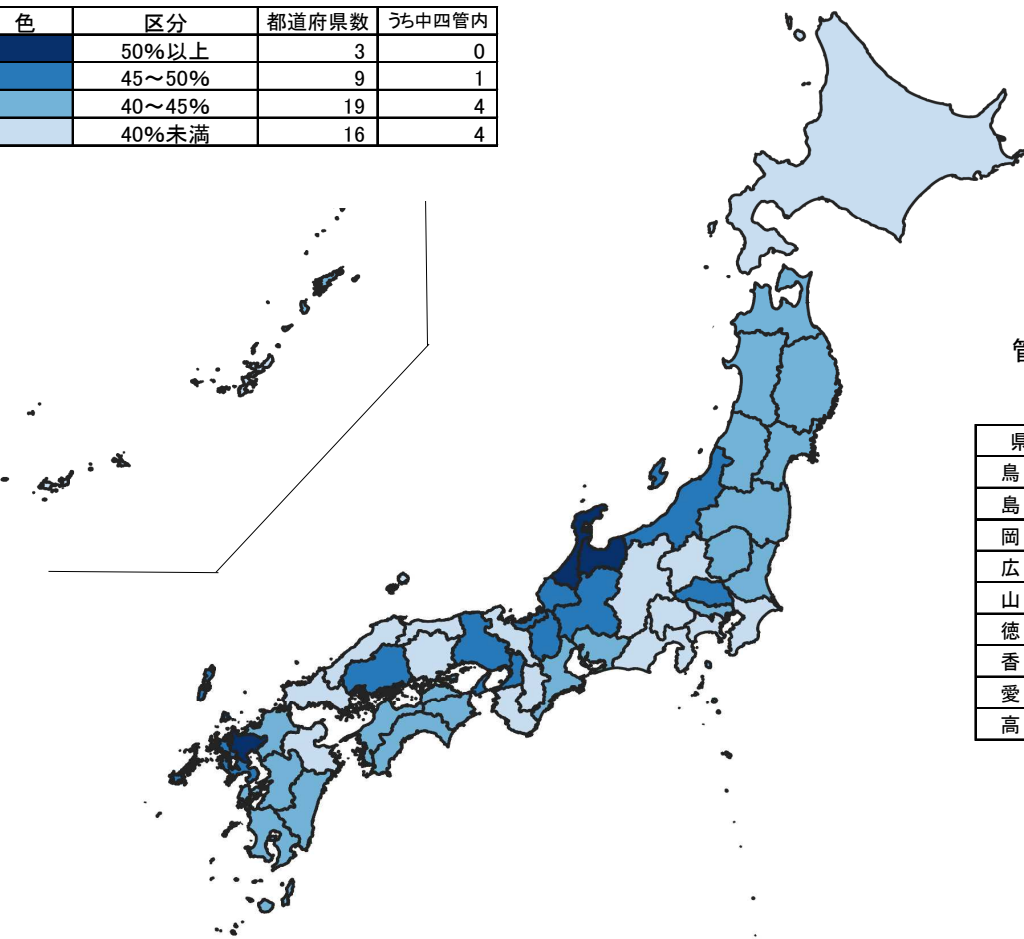 色 区分 都道府県数 うち中四管内
50%以上 3 0
45～50% 9 1
40～45% 19 4
40%未満 16 4
管
県
鳥
島
岡
広
山
徳
香
愛
高